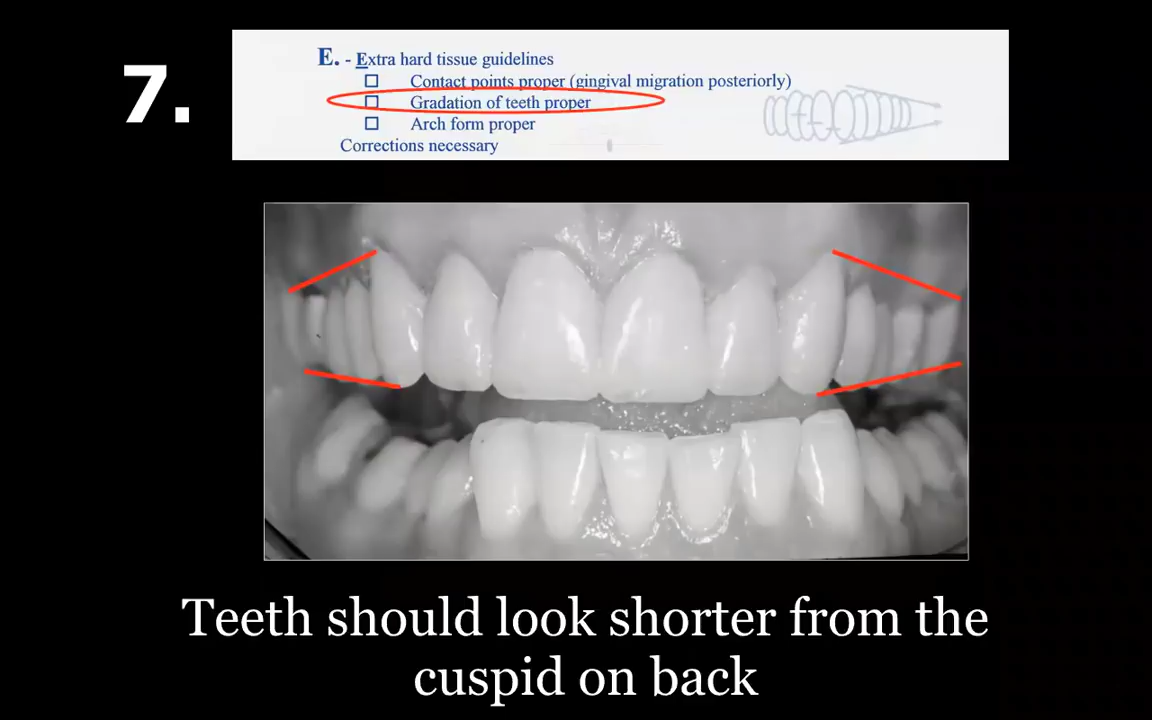 7.
E. - Extra hard tissue guidelines
☐ Contact points proper (gingival migration posteriorly)
☐ Gradation of teeth proper
☐ Arch form proper
Corrections necessary
Teeth should look shorter from the
cuspid on back